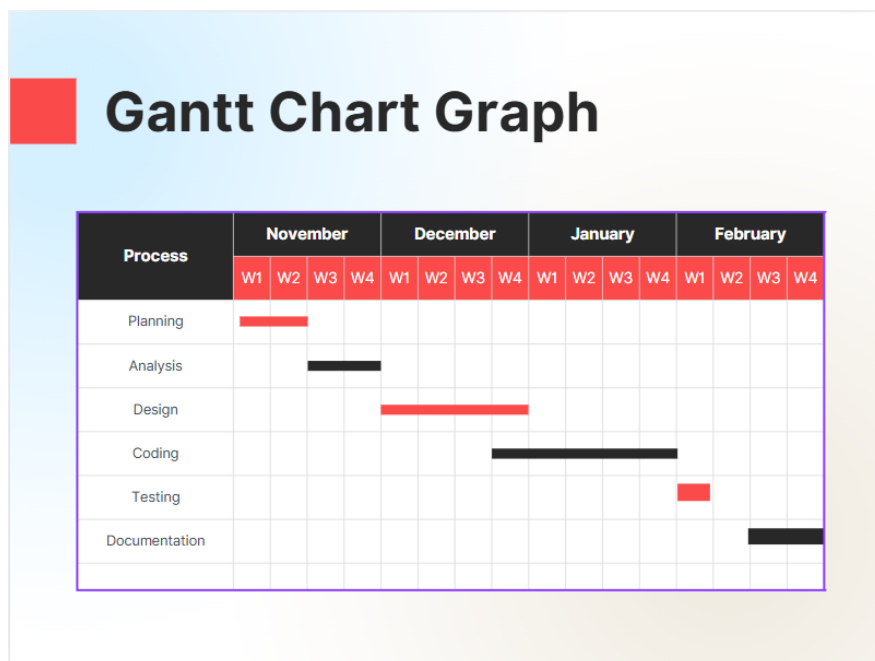 Gantt Chart Graph
Process November December January February
W1 W2 W3 W4 W1 W2 W3 W4 W1 W2 W3 W4 W1 W2 W3 W4
Planning
Analysis
Design
Coding
Testing
Documentation